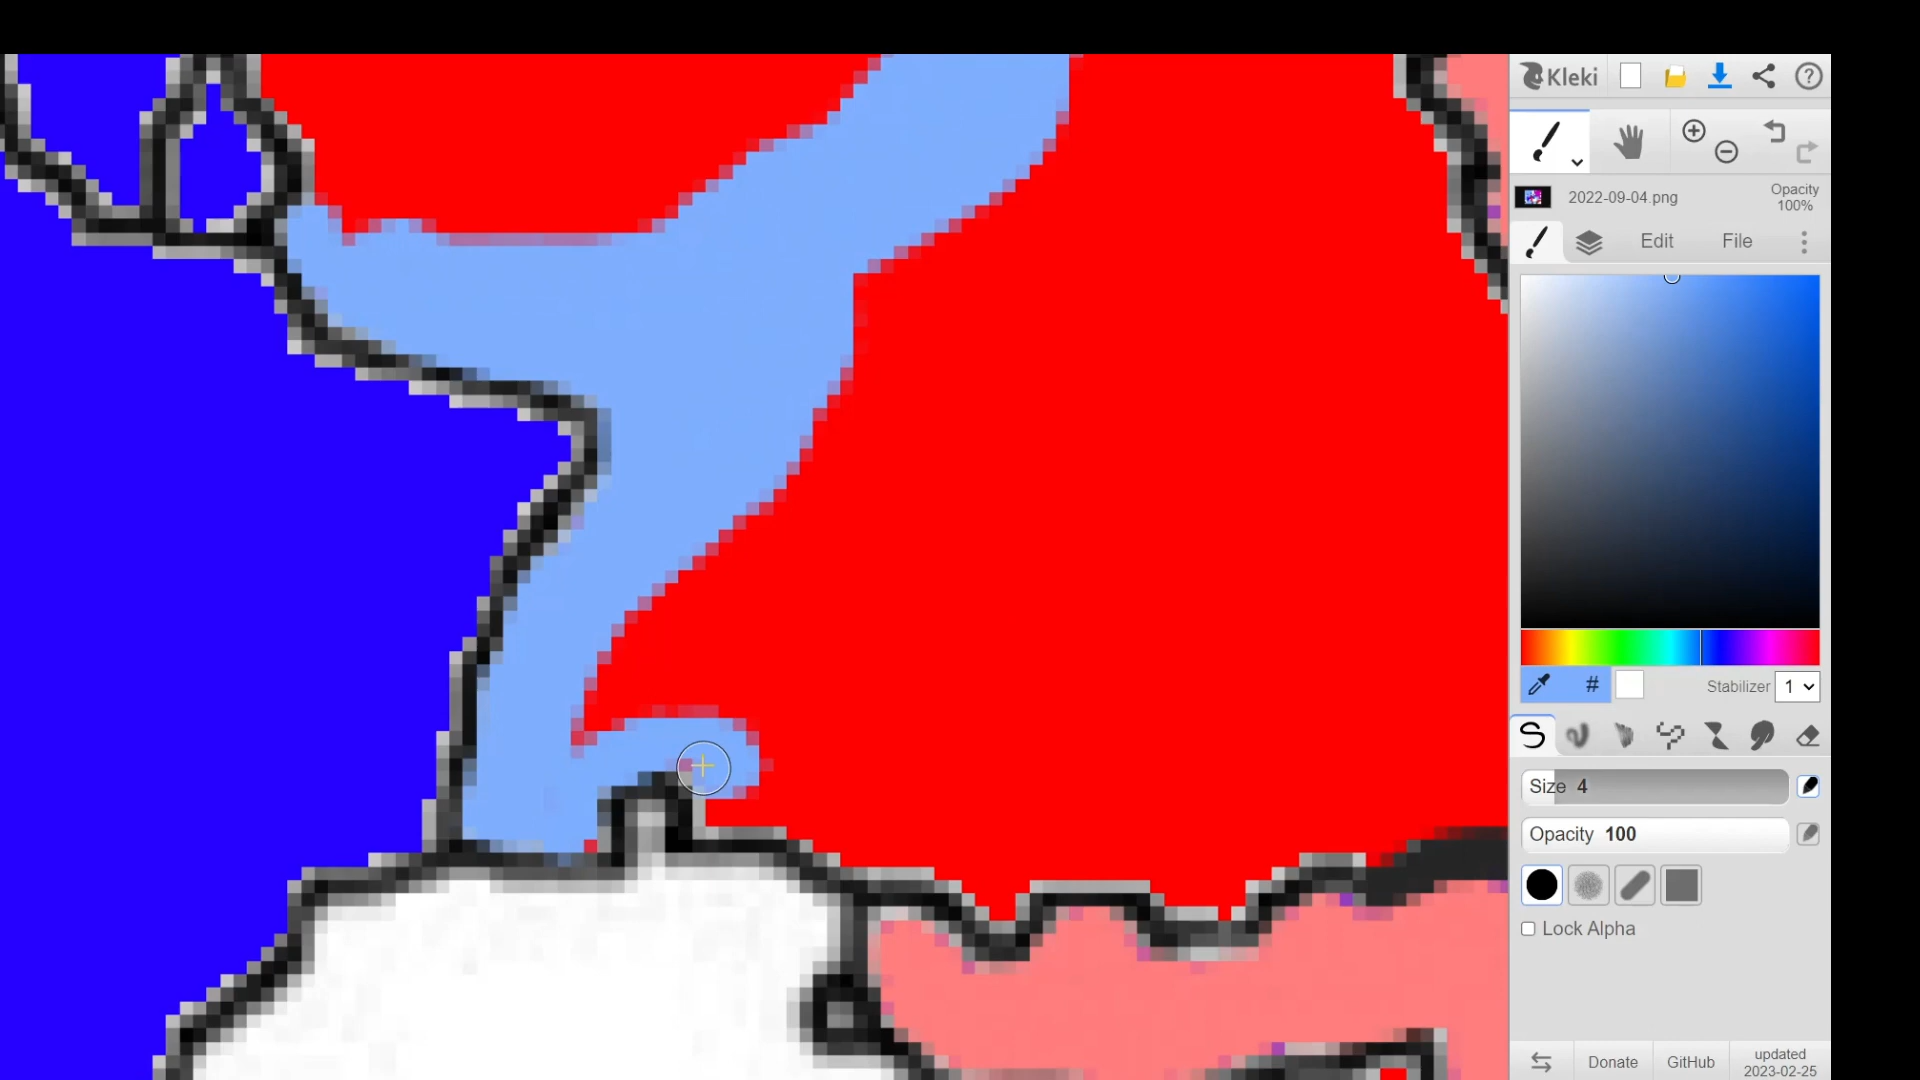 Kleki
?
2022-09-04.png
Opacity
100%
Edit
File
#
Stabilizer 1
Size 4
Opacity 100
Lock Alpha
Donate
GitHub
updated
2023-02-25